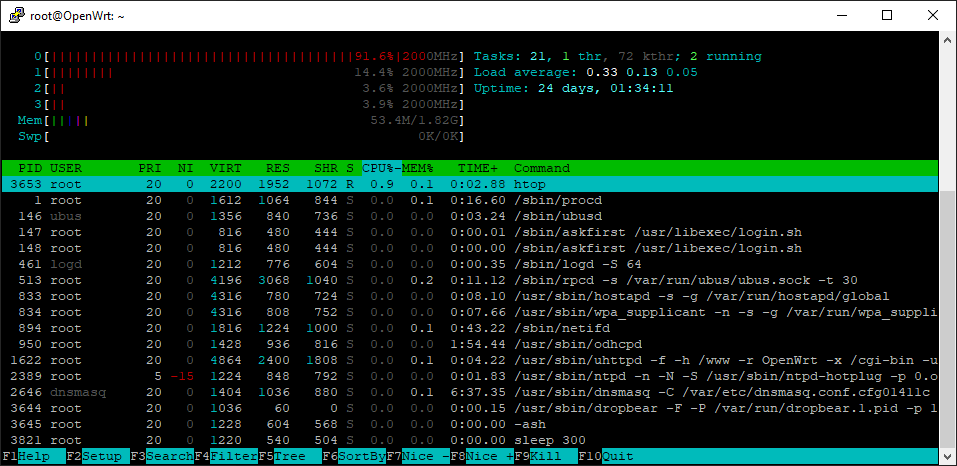 root@OpenWrt: ~
0[||||||||||||||||||||||||||||||||||||||91.6%|2000MHz] Tasks: 21, 1 thr, 72 kthr; 2 running
1[|||||||| 14.4% 2000MHz] Load average: 0.33 0.13 0.05
2[|| 3.6% 2000MHz] Uptime: 24 days, 01:34:11
3[|| 3.9% 2000MHz]
Mem[||||| 53.4M/1.82G]
Swp[ 0K/0K]
PID USER PRI NI VIRT RES SHR S CPU%-MEM% TIME+ Command
3653 root 20 0 2200 1952 1072 R 0.9 0.1 0:02.88 htop
1 root 20 0 1612 1064 844 S 0.0 0.1 0:16.60 /sbin/procd
146 ubus 20 0 1356 840 736 S 0.0 0.0 0:03.24 /sbin/ubusd
147 root 20 0 816 480 444 S 0.0 0.0 0:00.01 /sbin/askfirst /usr/libexec/login.sh
148 root 20 0 816 480 444 S 0.0 0.0 0:00.00 /sbin/askfirst /usr/libexec/login.sh
461 logd 20 0 1212 776 604 S 0.0 0.0 0:00.35 /sbin/logd -S 64
513 root 20 0 4196 3068 1040 S 0.0 0.2 0:11.12 /sbin/rpcd -s /var/run/ubus/ubus.sock -t 30
833 root 20 0 4316 780 724 S 0.0 0.0 0:08.10 /usr/sbin/hostapd -s -g /var/run/hostapd/global
834 root 20 0 4316 808 752 S 0.0 0.0 0:07.66 /usr/sbin/wpa_supplicant -n -s -g /var/run/wpa_suppli
894 root 20 0 1816 1224 1000 S 0.0 0.1 0:43.22 /sbin/netifd
950 root 20 0 1428 936 816 S 0.0 0.0 1:54.44 /usr/sbin/odhcpd
1622 root 20 0 4864 2400 1808 S 0.0 0.1 0:04.22 /usr/sbin/uhttpd -f -h /www -r OpenWrt -x /cgi-bin -u
2389 root 5 -15 1224 848 792 S 0.0 0.0 0:01.83 /usr/sbin/ntpd -n -N -S /usr/sbin/ntpd-hotplug -p 0.o
2646 dnsmasq 20 0 1404 1036 880 S 0.0 0.1 6:37.35 /usr/sbin/dnsmasq -C /var/etc/dnsmasq.conf.cfg01411c
3644 root 20 0 1036 60 0 S 0.0 0.0 0:00.15 /usr/sbin/dropbear -F -P /var/run/dropbear.1.pid -p 1
3645 root 20 0 1228 604 568 S 0.0 0.0 0:00.00 -ash
3821 root 20 0 1220 540 504 S 0.0 0.0 0:00.00 sleep 300
F1Help F2Setup F3SearchF4FilterF5Tree F6SortByF7Nice -F8Nice +F9Kill F10Quit